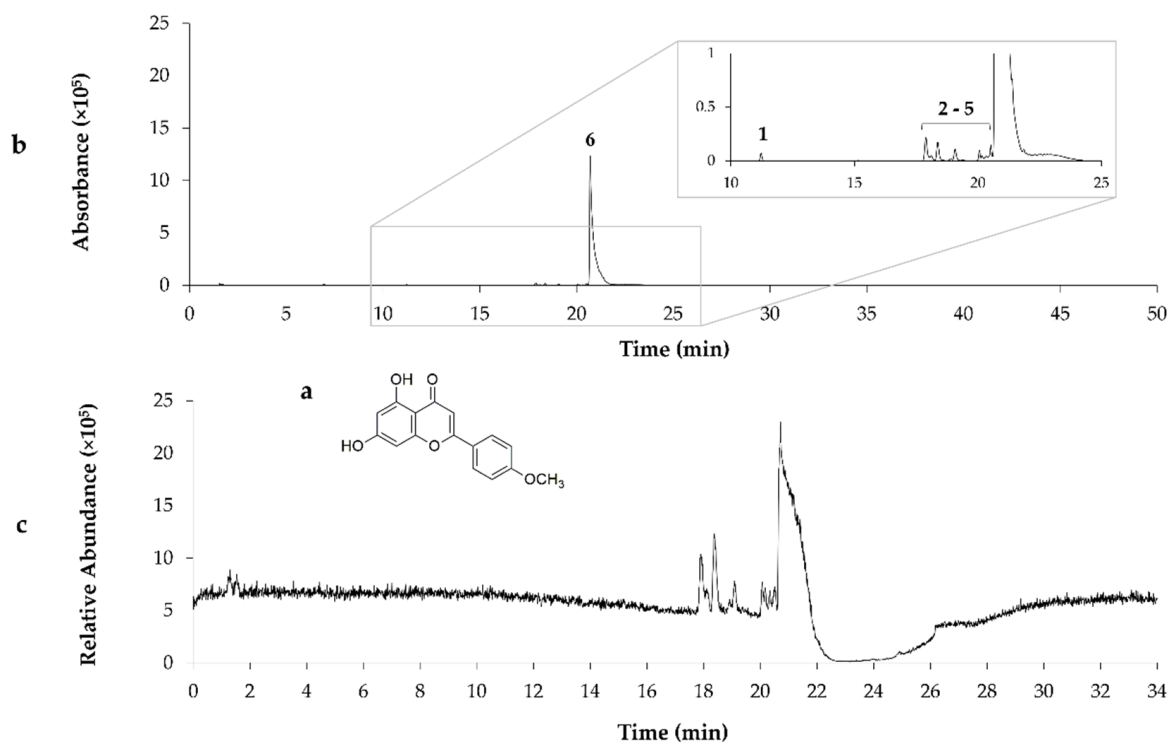 b
Absorbance (×10⁵)
25
20
15
10
5
0
0 5 10 15 20 25 30 35 40 45 50
Time (min)
6
1
0.5
0
10 15 20 25
1
2 - 5
a
OH O
HO
O
OCH₃
c
Relative Abundance (×10⁵)
25
20
15
10
5
0
0 2 4 6 8 10 12 14 16 18 20 22 24 26 28 30 32 34
Time (min)